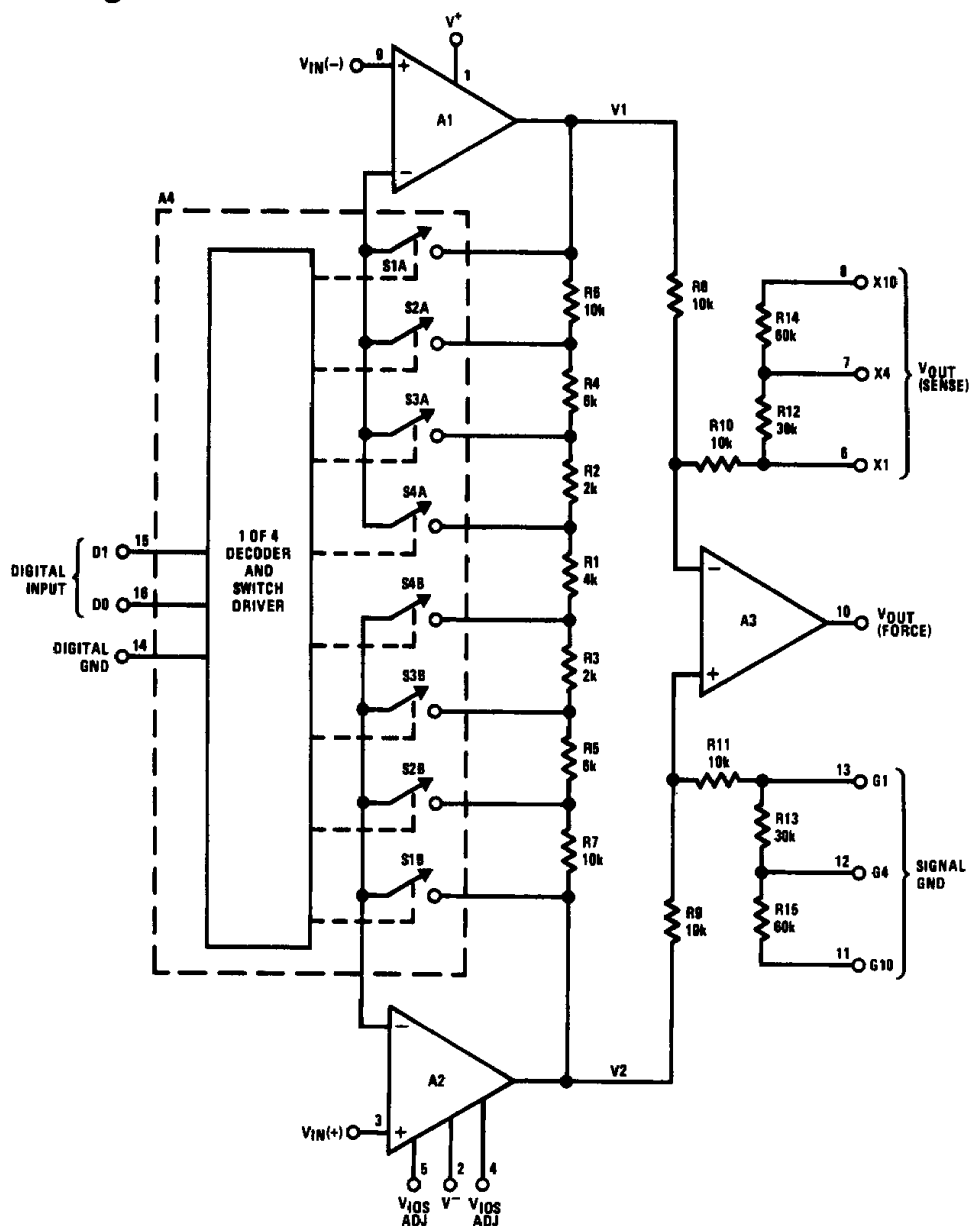 V+
VIN(-) 9
+
1
A1
V1
−
A4
S1A
R6
10k
R8
10k
8 X10
R14
60k
S2A
7 X4
VOUT
(SENSE)
R4
6k
R12
30k
S3A
R10
10k
6 X1
R2
2k
S4A
1 OF 4
DECODER
AND
SWITCH
DRIVER
D1 15
DIGITAL
INPUT
D0 16
R1
4k
−
S4B
A3
10 VOUT
(FORCE)
DIGITAL
GND
14
R3
2k
+
S3B
R11
10k
R5
6k
13 G1
S2B
R13
30k
R7
10k
12 G4
SIGNAL
GND
S1B
R9
10k
R15
60k
11 G10
−
A2
V2
VIN(+) 3
+
5 2 4
VIOS
ADJ
V−
VIOS
ADJ